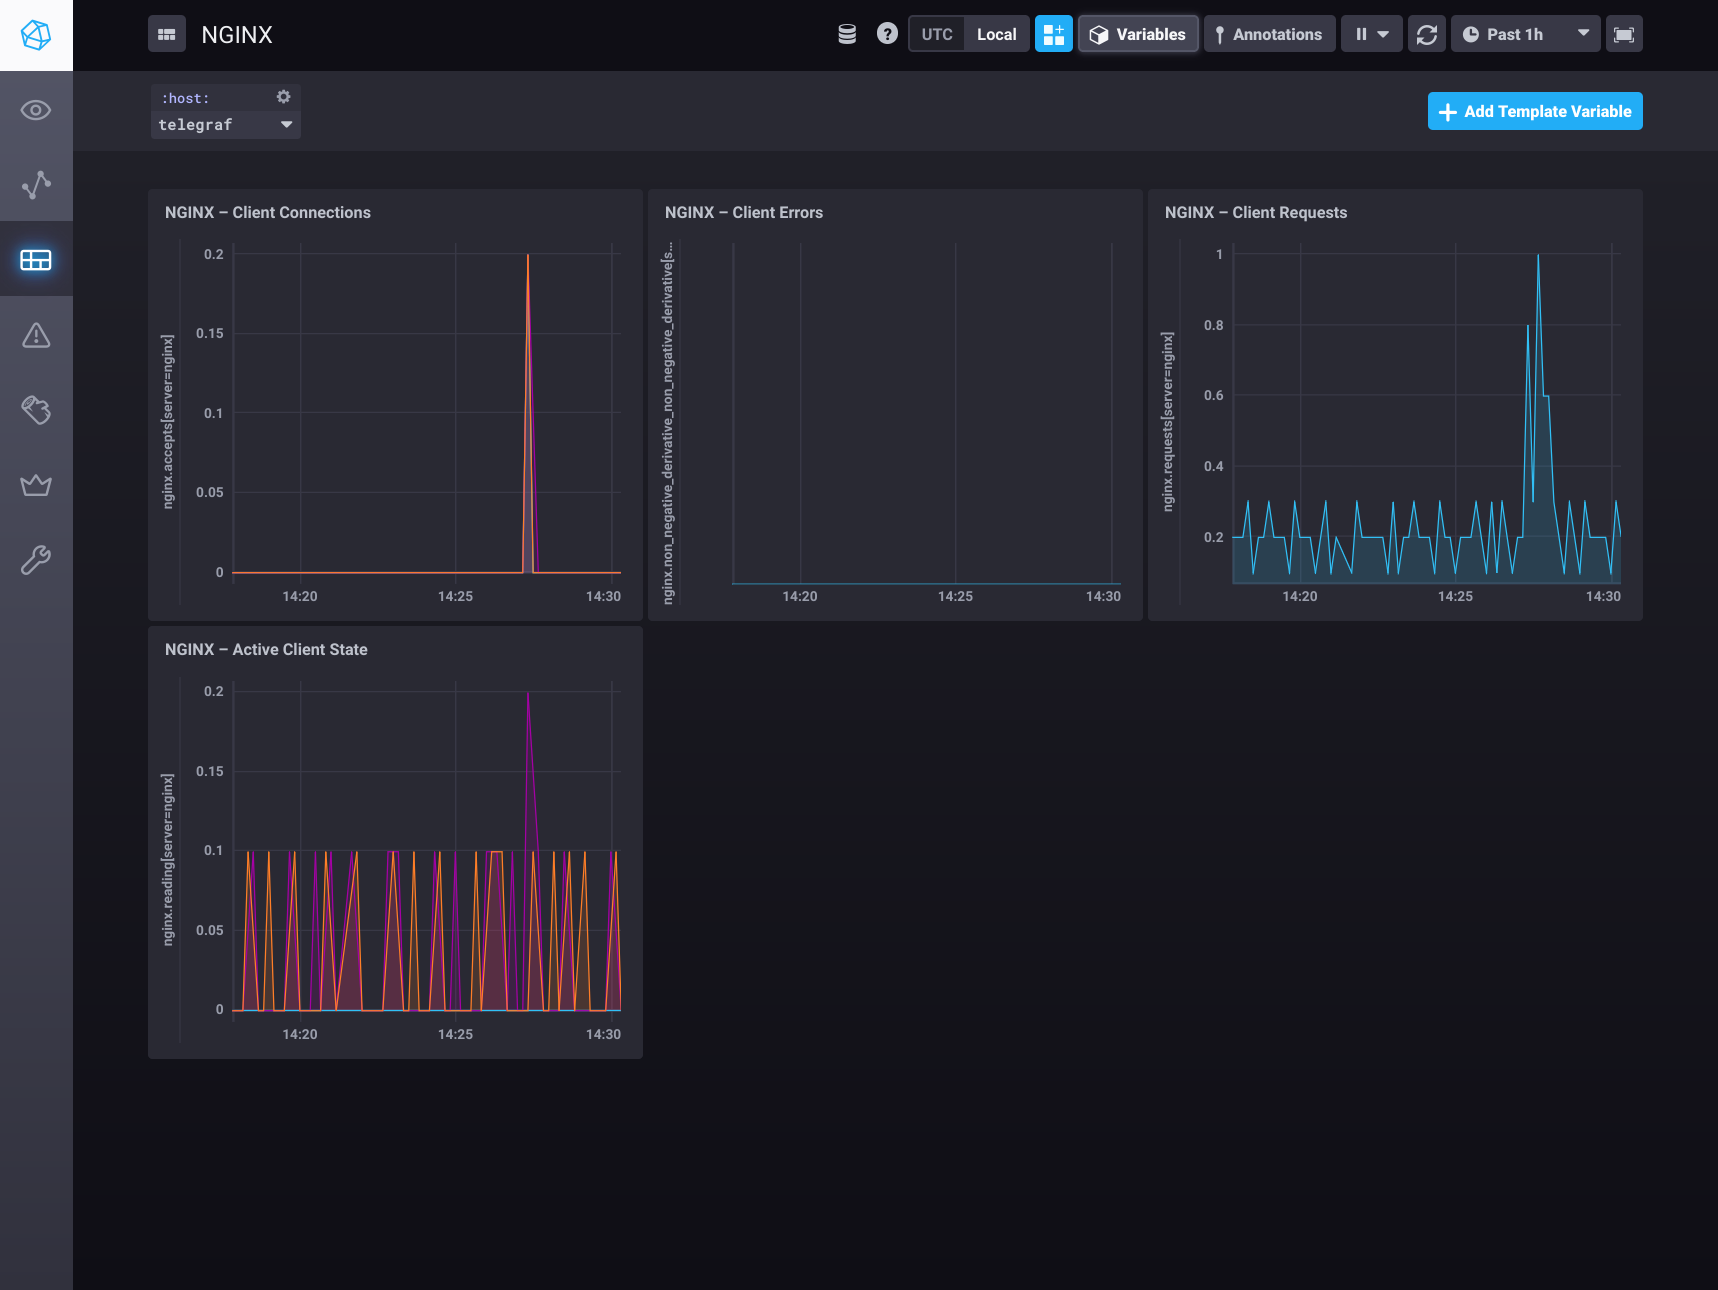 NGINX
UTC
Local
Variables
Annotations
Past 1h
:host:
telegraf
Add Template Variable
NGINX – Client Connections
nginx.accepts[server=nginx]
0.2
0.15
0.1
0.05
0
14:20
14:25
14:30
NGINX – Client Errors
nginx.non_negative_derivative_non_negative_derivative[s...
14:20
14:25
14:30
NGINX – Client Requests
nginx.requests[server=nginx]
1
0.8
0.6
0.4
0.2
14:20
14:25
14:30
NGINX – Active Client State
nginx.reading[server=nginx]
0.2
0.15
0.1
0.05
0
14:20
14:25
14:30